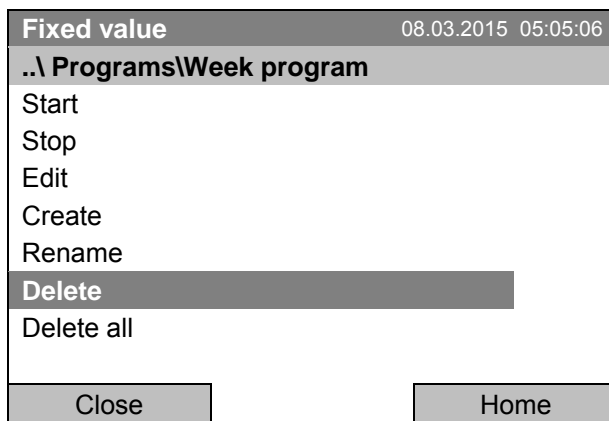 Fixed value 08.03.2015 05:05:06
..\ Programs\Week program
Start
Stop
Edit
Create
Rename
Delete
Delete all
Close Home